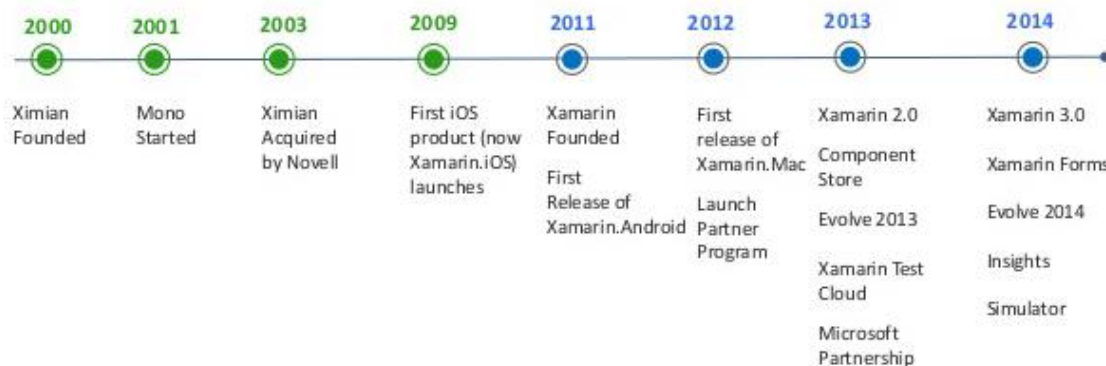 2000
Ximian
Founded
2001
Mono
Started
2003
Ximian
Acquired
by Novell
2009
First iOS
product (now
Xamarin.iOS)
launches
2011
Xamarin
Founded
First
Release of
Xamarin.Android
2012
First
release of
Xamarin.Mac
Launch
Partner
Program
2013
Xamarin 2.0
Component
Store
Evolve 2013
Xamarin Test
Cloud
Microsoft
Partnership
2014
Xamarin 3.0
Xamarin Forms
Evolve 2014
Insights
Simulator